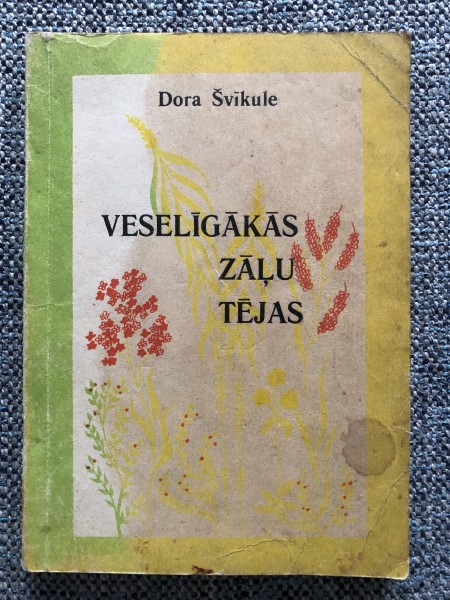 Dora Švīkule
VESELĪGĀKĀS
ZĀĻU
TĒJAS